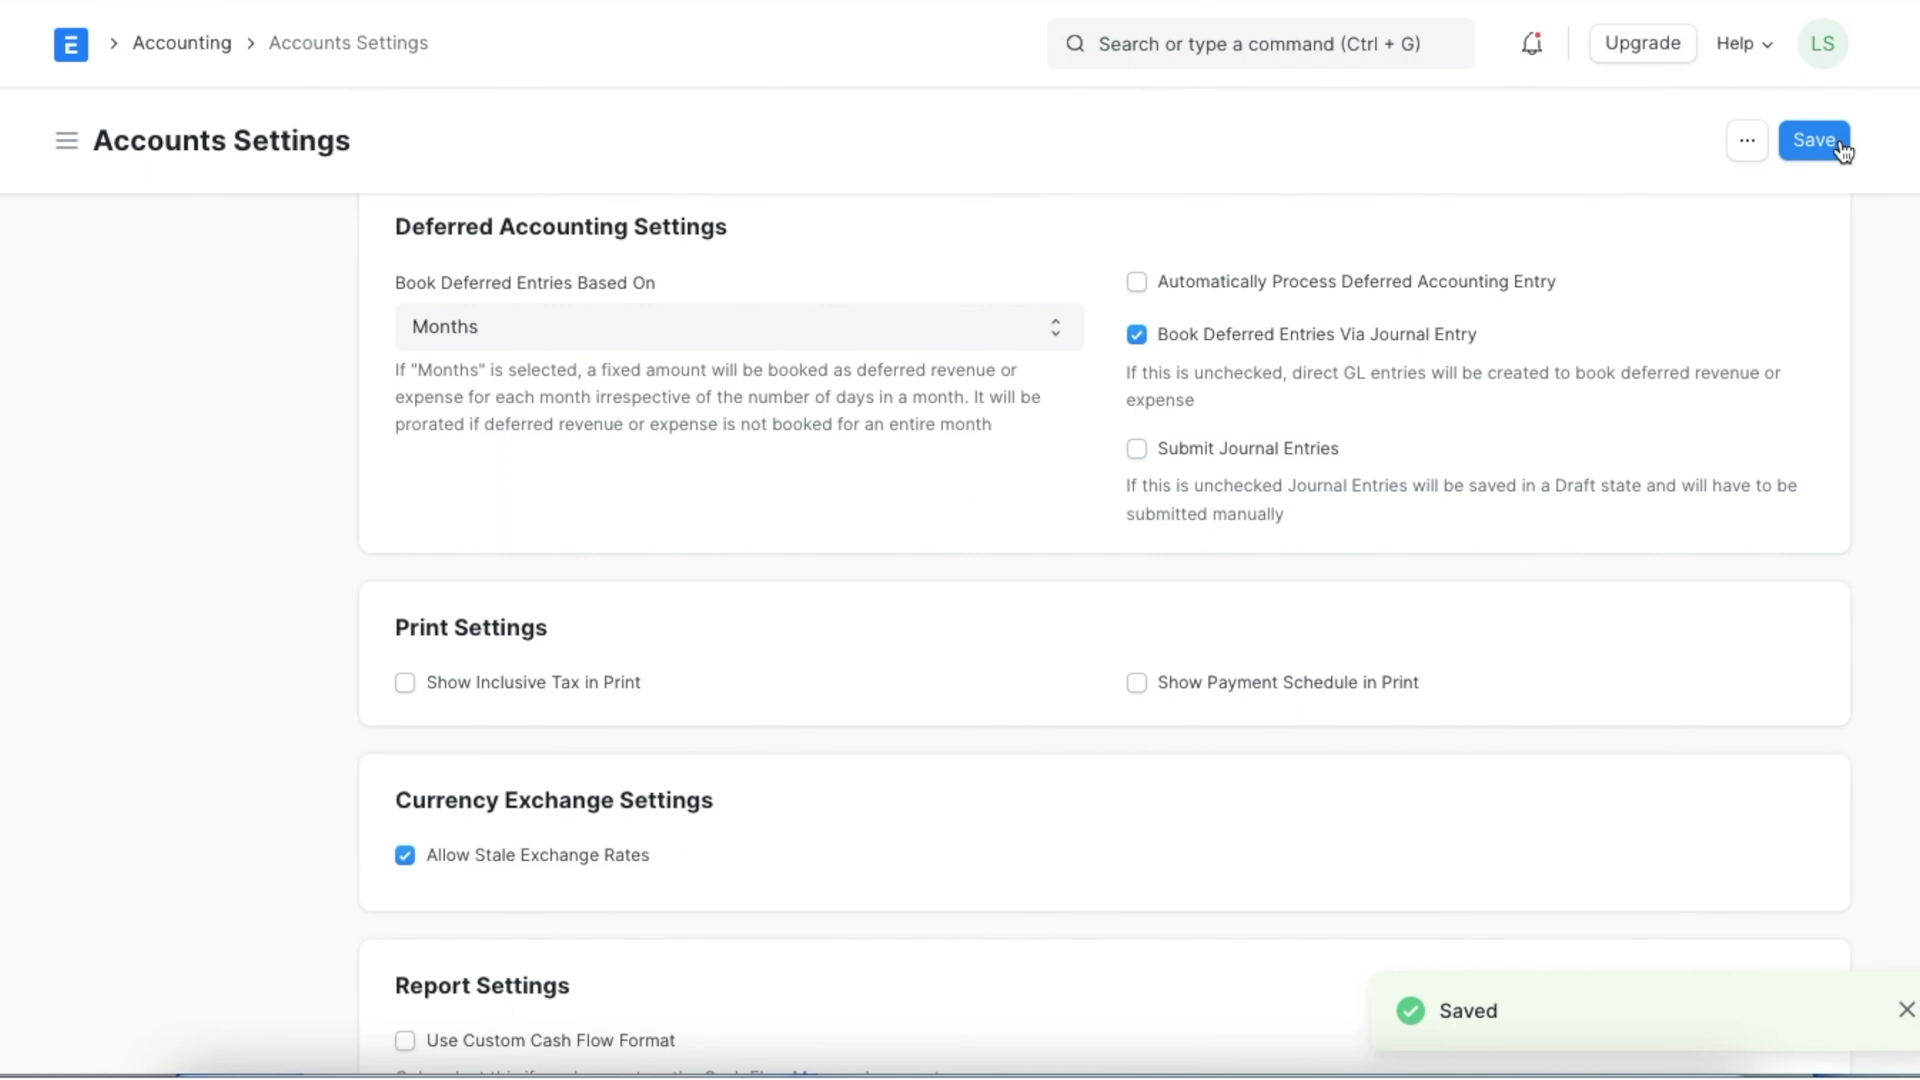 E > Accounting > Accounts Settings
Search or type a command (Ctrl + G)
Upgrade
Help
LS
Accounts Settings
...
Save
Deferred Accounting Settings
Book Deferred Entries Based On
Months
If "Months" is selected, a fixed amount will be booked as deferred revenue or
expense for each month irrespective of the number of days in a month. It will be
prorated if deferred revenue or expense is not booked for an entire month
Automatically Process Deferred Accounting Entry
Book Deferred Entries Via Journal Entry
If this is unchecked, direct GL entries will be created to book deferred revenue or
expense
Submit Journal Entries
If this is unchecked Journal Entries will be saved in a Draft state and will have to be
submitted manually
Print Settings
Show Inclusive Tax in Print
Show Payment Schedule in Print
Currency Exchange Settings
Allow Stale Exchange Rates
Report Settings
Use Custom Cash Flow Format
Saved